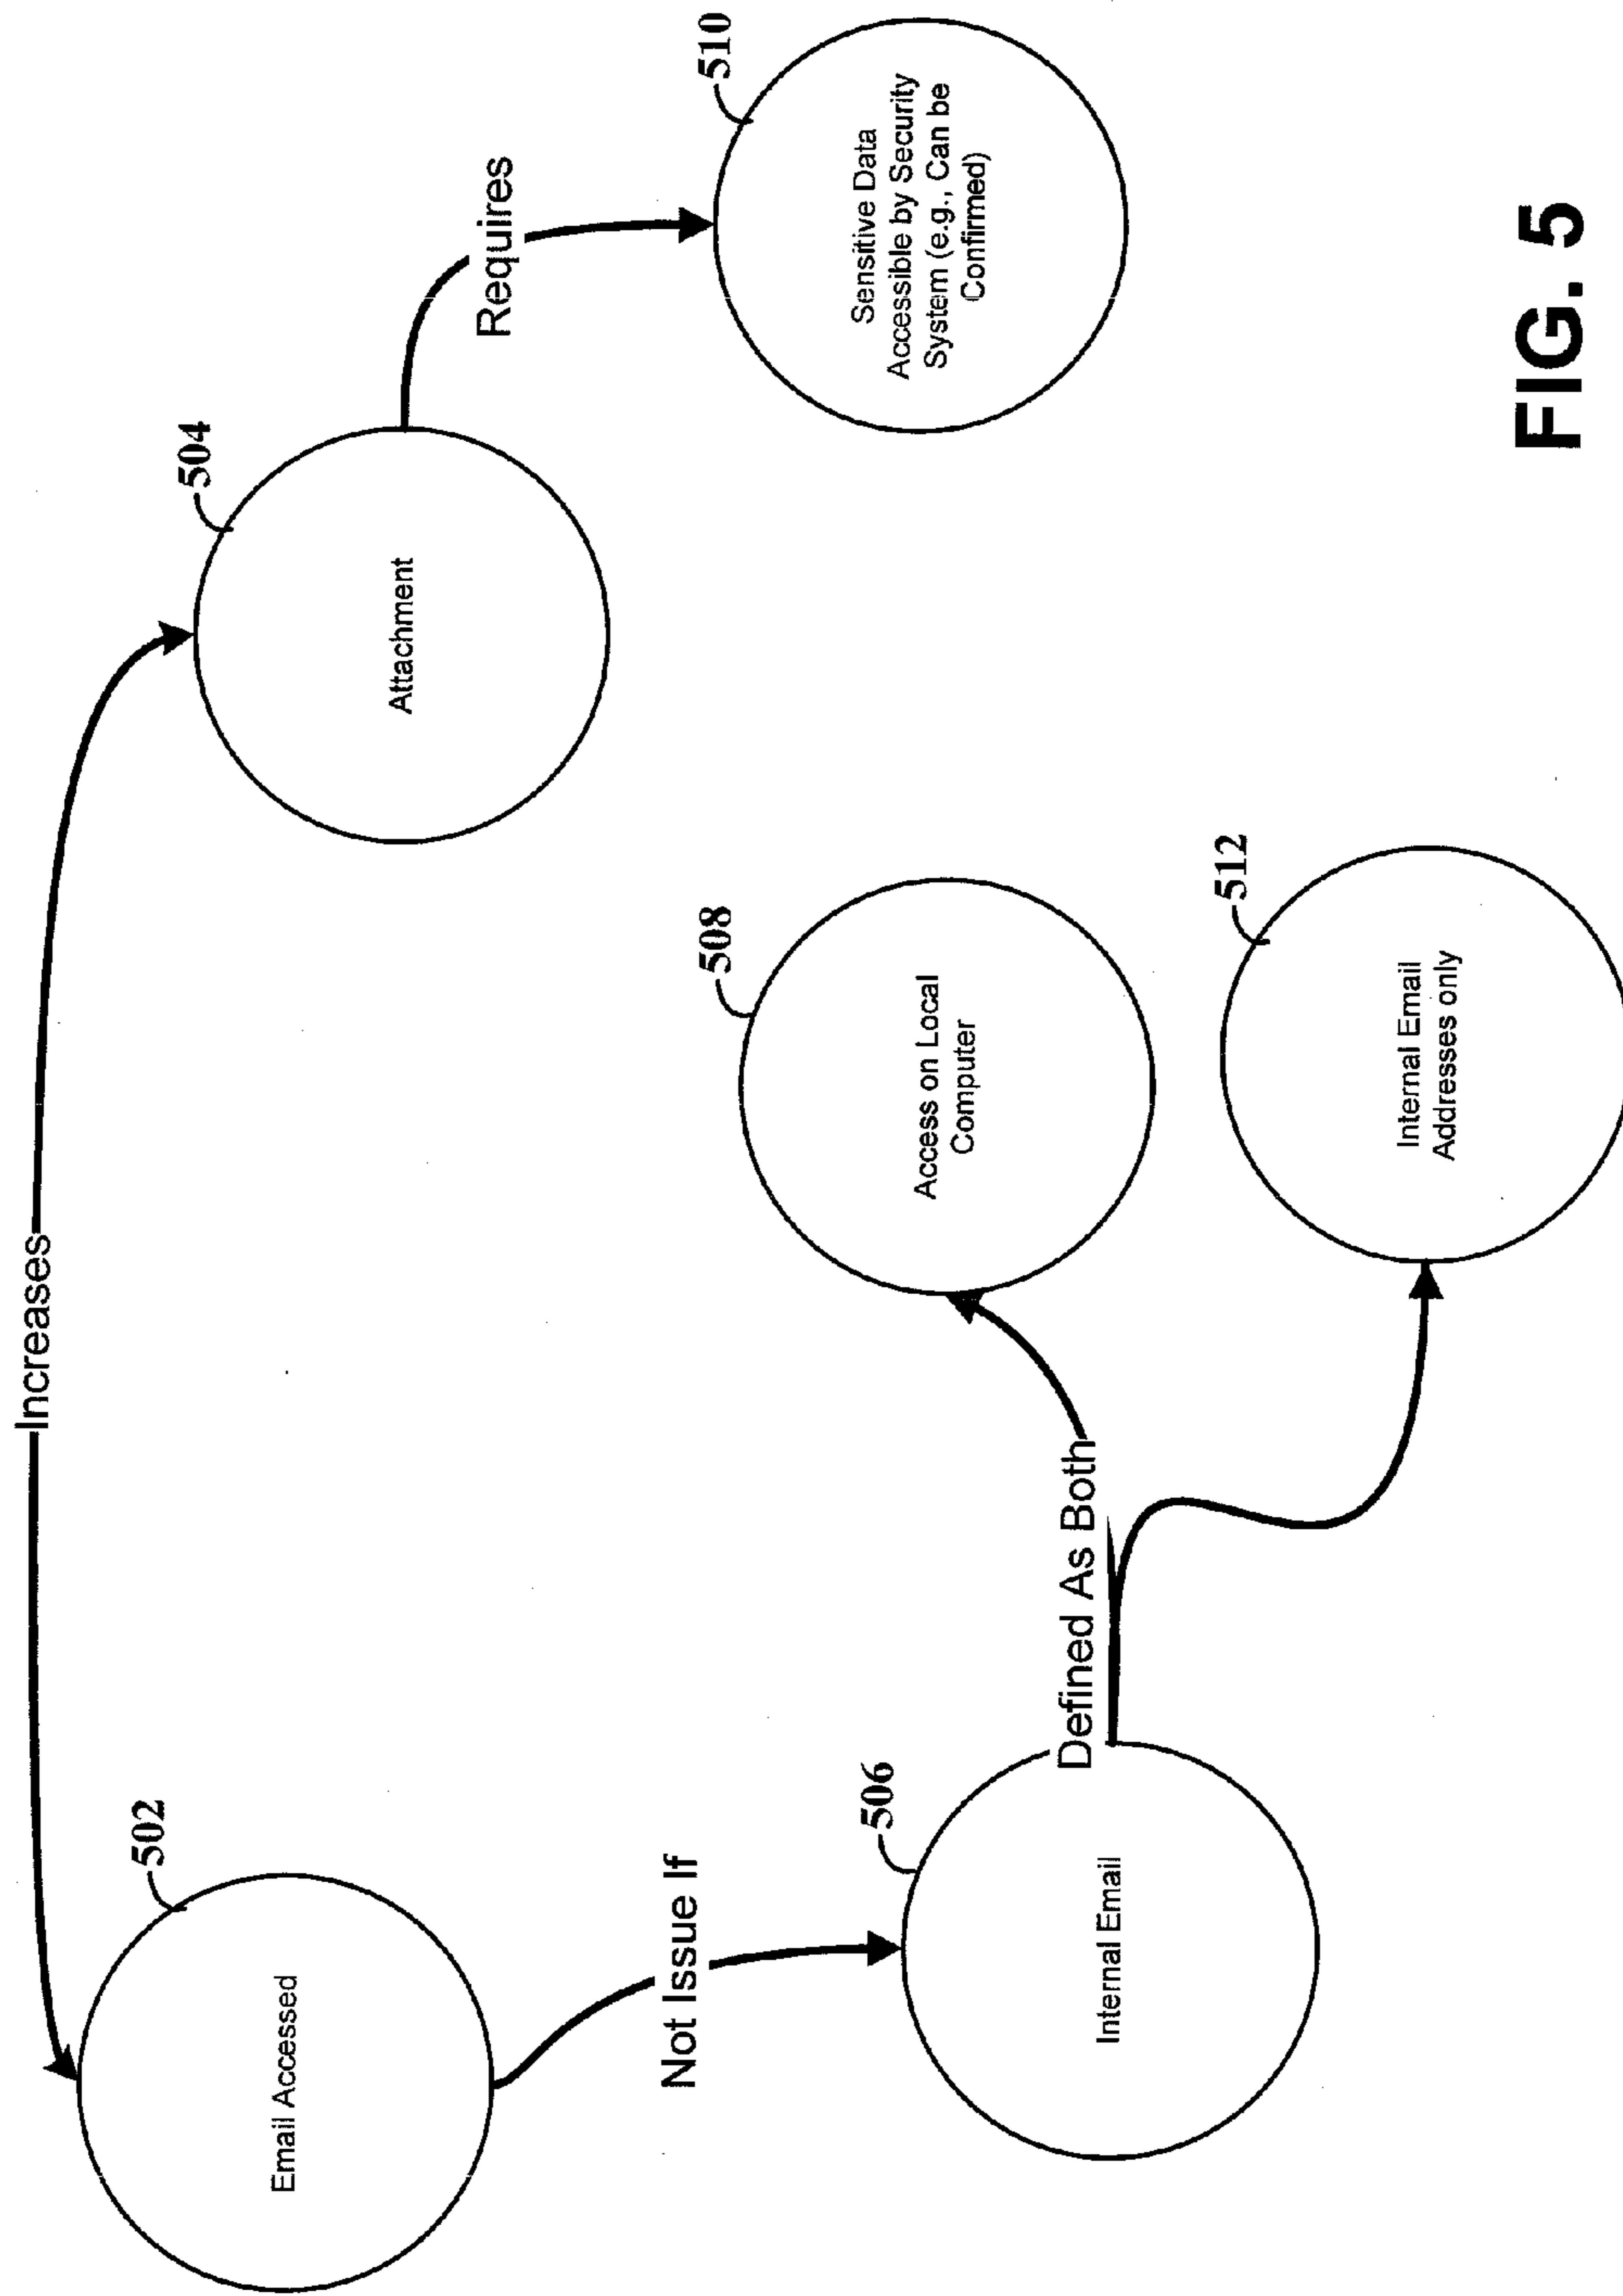 Increases
502
Email Accessed
504
Attachment
Not Issue If
Requires
506
Internal Email
Defined As Both
508
Access on Local
Computer
510
Sensitive Data
Accessible by Security
System (e.g., Can be
Confirmed)
512
Internal Email
Addresses only
FIG. 5